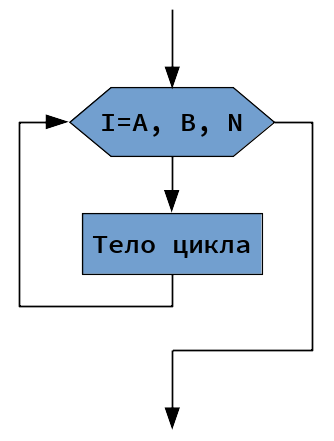 I=A, B, N
Тело цикла